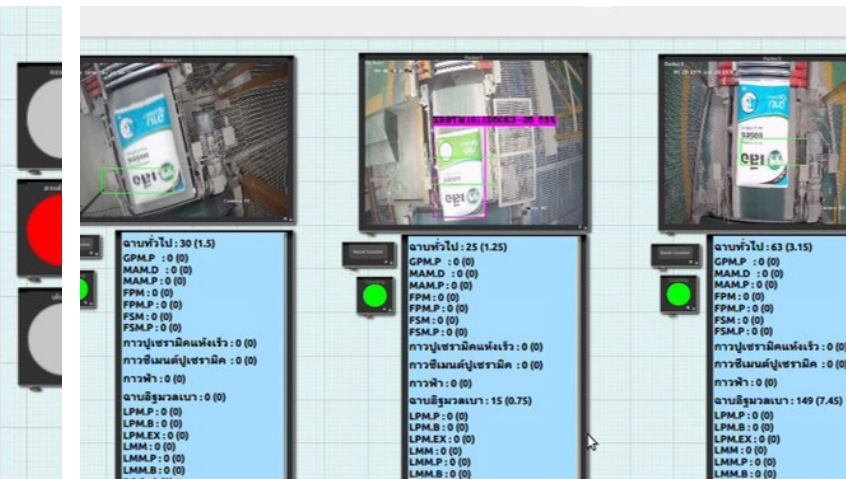 ฉาบทั่วไป : 30 (1.5)
GPM.P : 0 (0)
MAM.D : 0 (0)
MAM.P : 0 (0)
FPM : 0 (0)
FPM.P : 0 (0)
FSM : 0 (0)
FSM.P : 0 (0)
กาวปูเซรามิคแห้งเร็ว : 0 (0)
กาวซีเมนต์ปูเซรามิค : 0 (0)
กาวฟ้า : 0 (0)
ฉาบอิฐมวลเบา : 0 (0)
LPM.P : 0 (0)
LPM.B : 0 (0)
LPM.EX : 0 (0)
LMM : 0 (0)
LMM.P : 0 (0)
LMM.B : 0 (0)
ฉาบทั่วไป : 25 (1.25)
GPM.P : 0 (0)
MAM.D : 0 (0)
MAM.P : 0 (0)
FPM : 0 (0)
FPM.P : 0 (0)
FSM : 0 (0)
FSM.P : 0 (0)
กาวปูเซรามิคแห้งเร็ว : 0 (0)
กาวซีเมนต์ปูเซรามิค : 0 (0)
กาวฟ้า : 0 (0)
ฉาบอิฐมวลเบา : 15 (0.75)
LPM.P : 0 (0)
LPM.B : 0 (0)
LPM.EX : 0 (0)
LMM : 0 (0)
LMM.P : 0 (0)
LMM.B : 0 (0)
ฉาบทั่วไป : 63 (3.15)
GPM.P : 0 (0)
MAM.D : 0 (0)
MAM.P : 0 (0)
FPM : 0 (0)
FPM.P : 0 (0)
FSM : 0 (0)
FSM.P : 0 (0)
กาวปูเซรามิคแห้งเร็ว : 0 (0)
กาวซีเมนต์ปูเซรามิค : 0 (0)
กาวฟ้า : 0 (0)
ฉาบอิฐมวลเบา : 149 (7.45)
LPM.P : 0 (0)
LPM.B : 0 (0)
LPM.EX : 0 (0)
LMM : 0 (0)
LMM.P : 0 (0)
LMM.B : 0 (0)